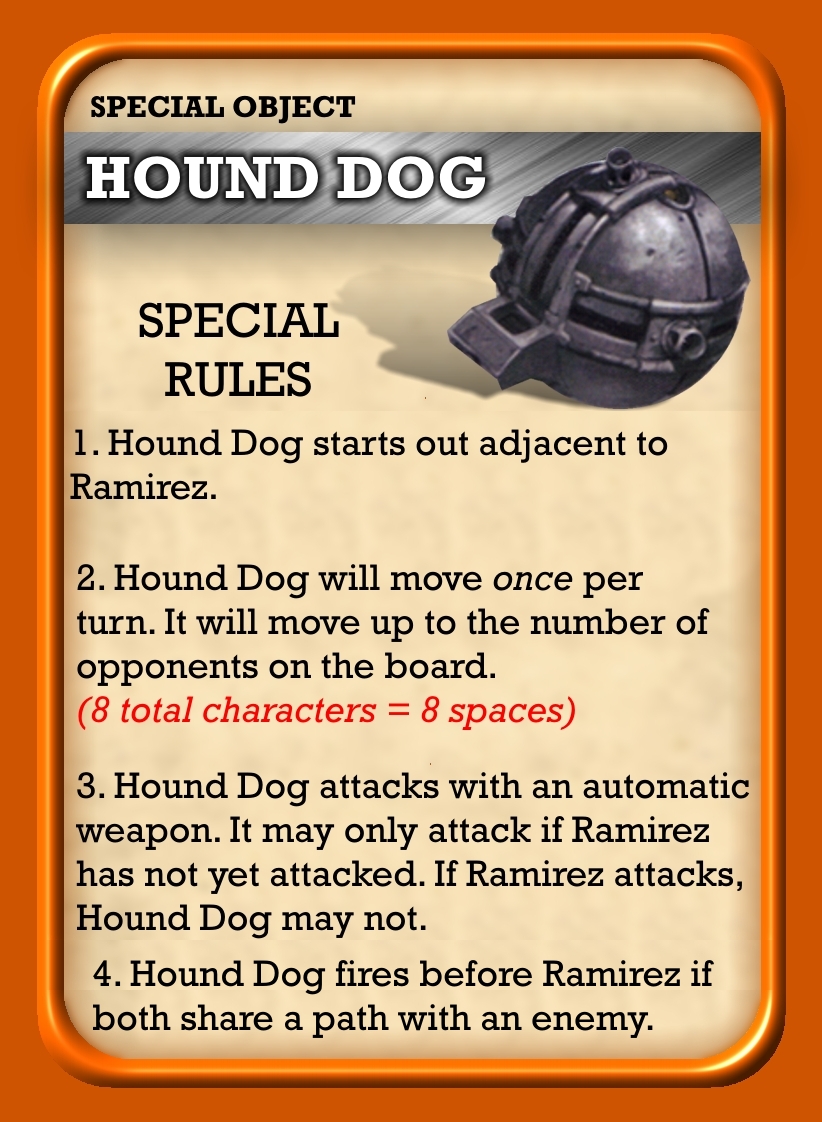 SPECIAL OBJECT
HOUND DOG
SPECIAL
RULES
1. Hound Dog starts out adjacent to
Ramirez.
2. Hound Dog will move once per
turn. It will move up to the number of
opponents on the board.
(8 total characters = 8 spaces)
3. Hound Dog attacks with an automatic
weapon. It may only attack if Ramirez
has not yet attacked. If Ramirez attacks,
Hound Dog may not.
4. Hound Dog fires before Ramirez if
both share a path with an enemy.